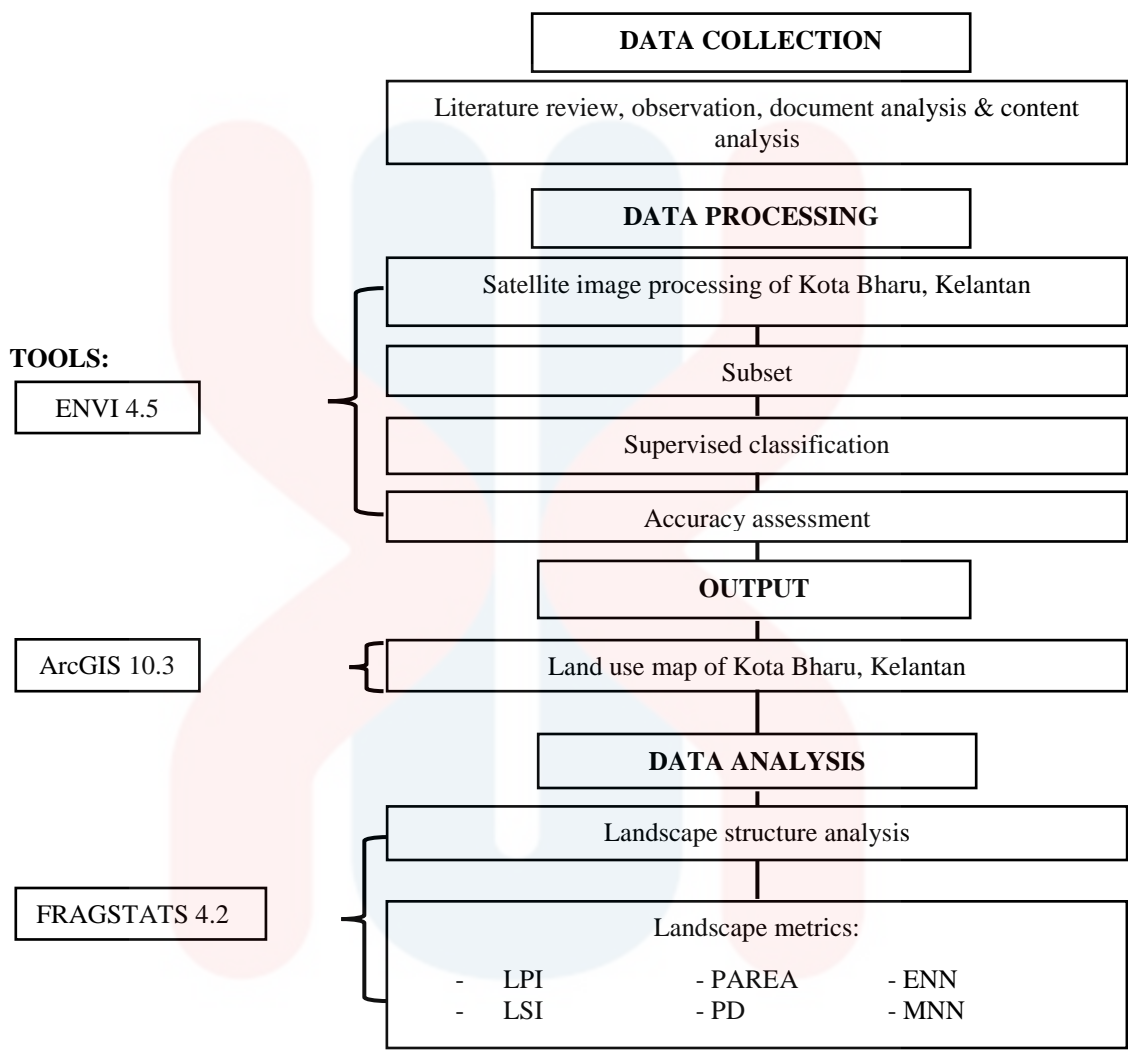 DATA COLLECTION
Literature review, observation, document analysis & content
analysis
DATA PROCESSING
Satellite image processing of Kota Bharu, Kelantan
TOOLS:
ENVI 4.5
Subset
Supervised classification
Accuracy assessment
OUTPUT
ArcGIS 10.3
Land use map of Kota Bharu, Kelantan
DATA ANALYSIS
Landscape structure analysis
FRAGSTATS 4.2
Landscape metrics:
- LPI - PAREA - ENN
- LSI - PD - MNN